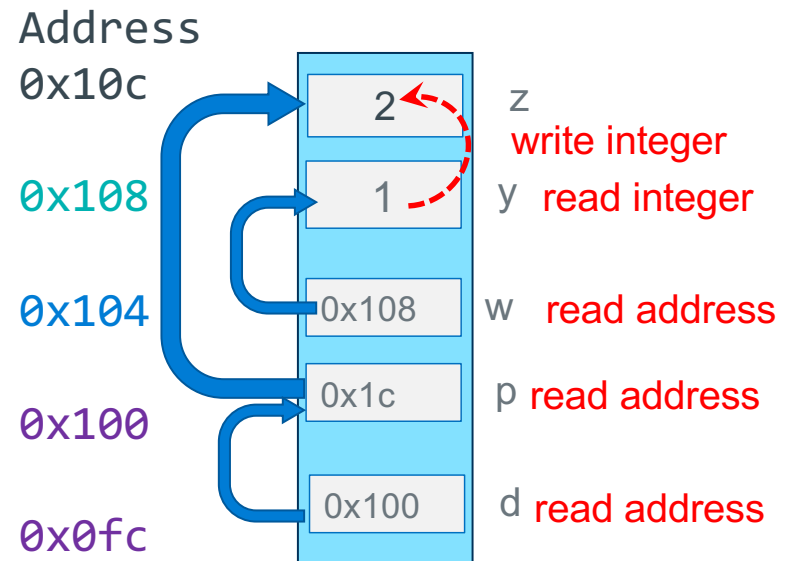 Address
0x10c 2 z
write integer
0x108 1 y read integer
0x104 0x108 w read address
0x100 0x1c p read address
0x0fc 0x100 d read address